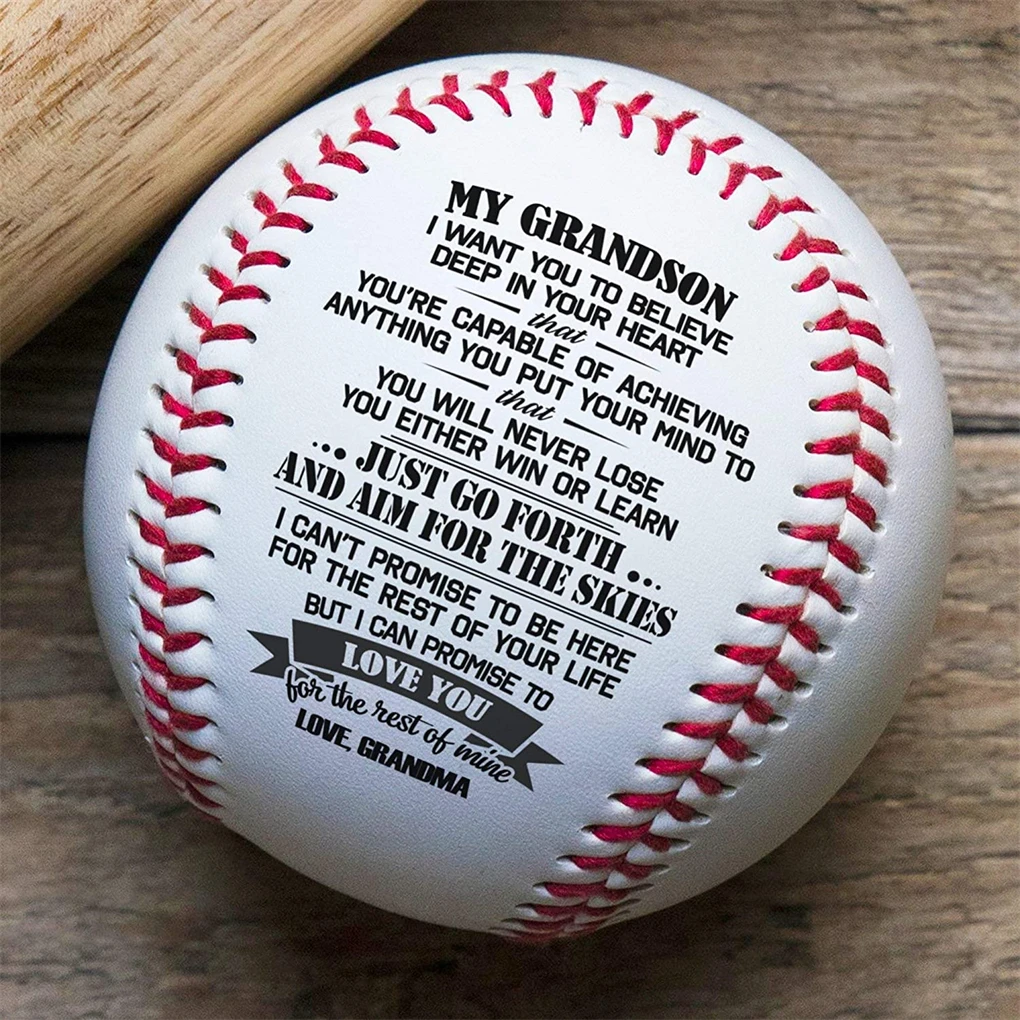 MY GRANDSON
I WANT YOU TO BELIEVE
DEEP IN YOUR HEART
that
YOU'RE CAPABLE OF ACHIEVING
ANYTHING YOU PUT YOUR MIND TO
that
YOU WILL NEVER LOSE
YOU EITHER WIN OR LEARN
... JUST GO FORTH ...
AND AIM FOR THE SKIES
I CAN'T PROMISE TO BE HERE
FOR THE REST OF YOUR LIFE
BUT I CAN PROMISE TO
LOVE YOU
for the rest of mine
LOVE, GRANDMA